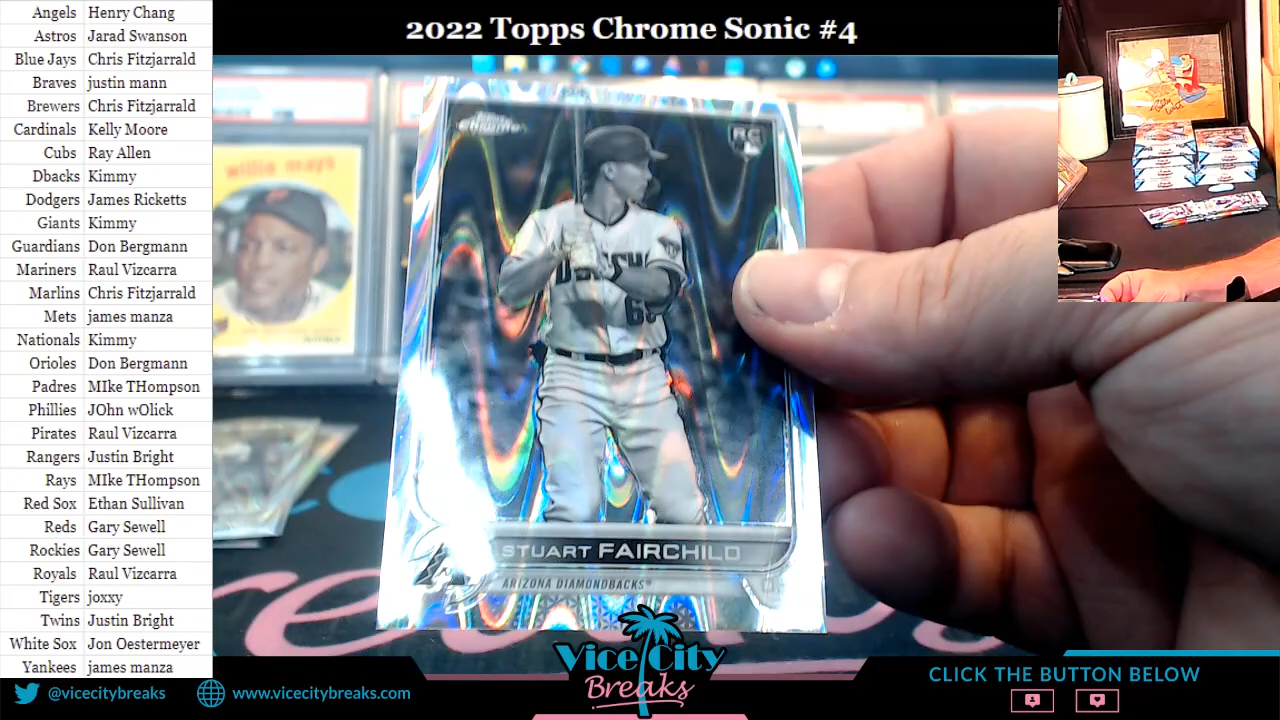 Angels Henry Chang
Astros Jarad Swanson
Blue Jays Chris Fitzjarrald
Braves justin mann
Brewers Chris Fitzjarrald
Cardinals Kelly Moore
Cubs Ray Allen
Dbacks Kimmy
Dodgers James Ricketts
Giants Kimmy
Guardians Don Bergmann
Mariners Raul Vizcarra
Marlins Chris Fitzjarrald
Mets james manza
Nationals Kimmy
Orioles Don Bergmann
Padres MIke THompson
Phillies JOhn wOlick
Pirates Raul Vizcarra
Rangers Justin Bright
Rays MIke THompson
Red Sox Ethan Sullivan
Reds Gary Sewell
Rockies Gary Sewell
Royals Raul Vizcarra
Tigers joxxy
Twins Justin Bright
White Sox Jon Oestermeyer
Yankees james manza
2022 Topps Chrome Sonic #4
willie mays
Topps
Chrome
RC
STUART FAIRCHILD
ARIZONA DIAMONDBACKS®
Vice City
Breaks
@vicecitybreaks
www.vicecitybreaks.com
CLICK THE BUTTON BELOW